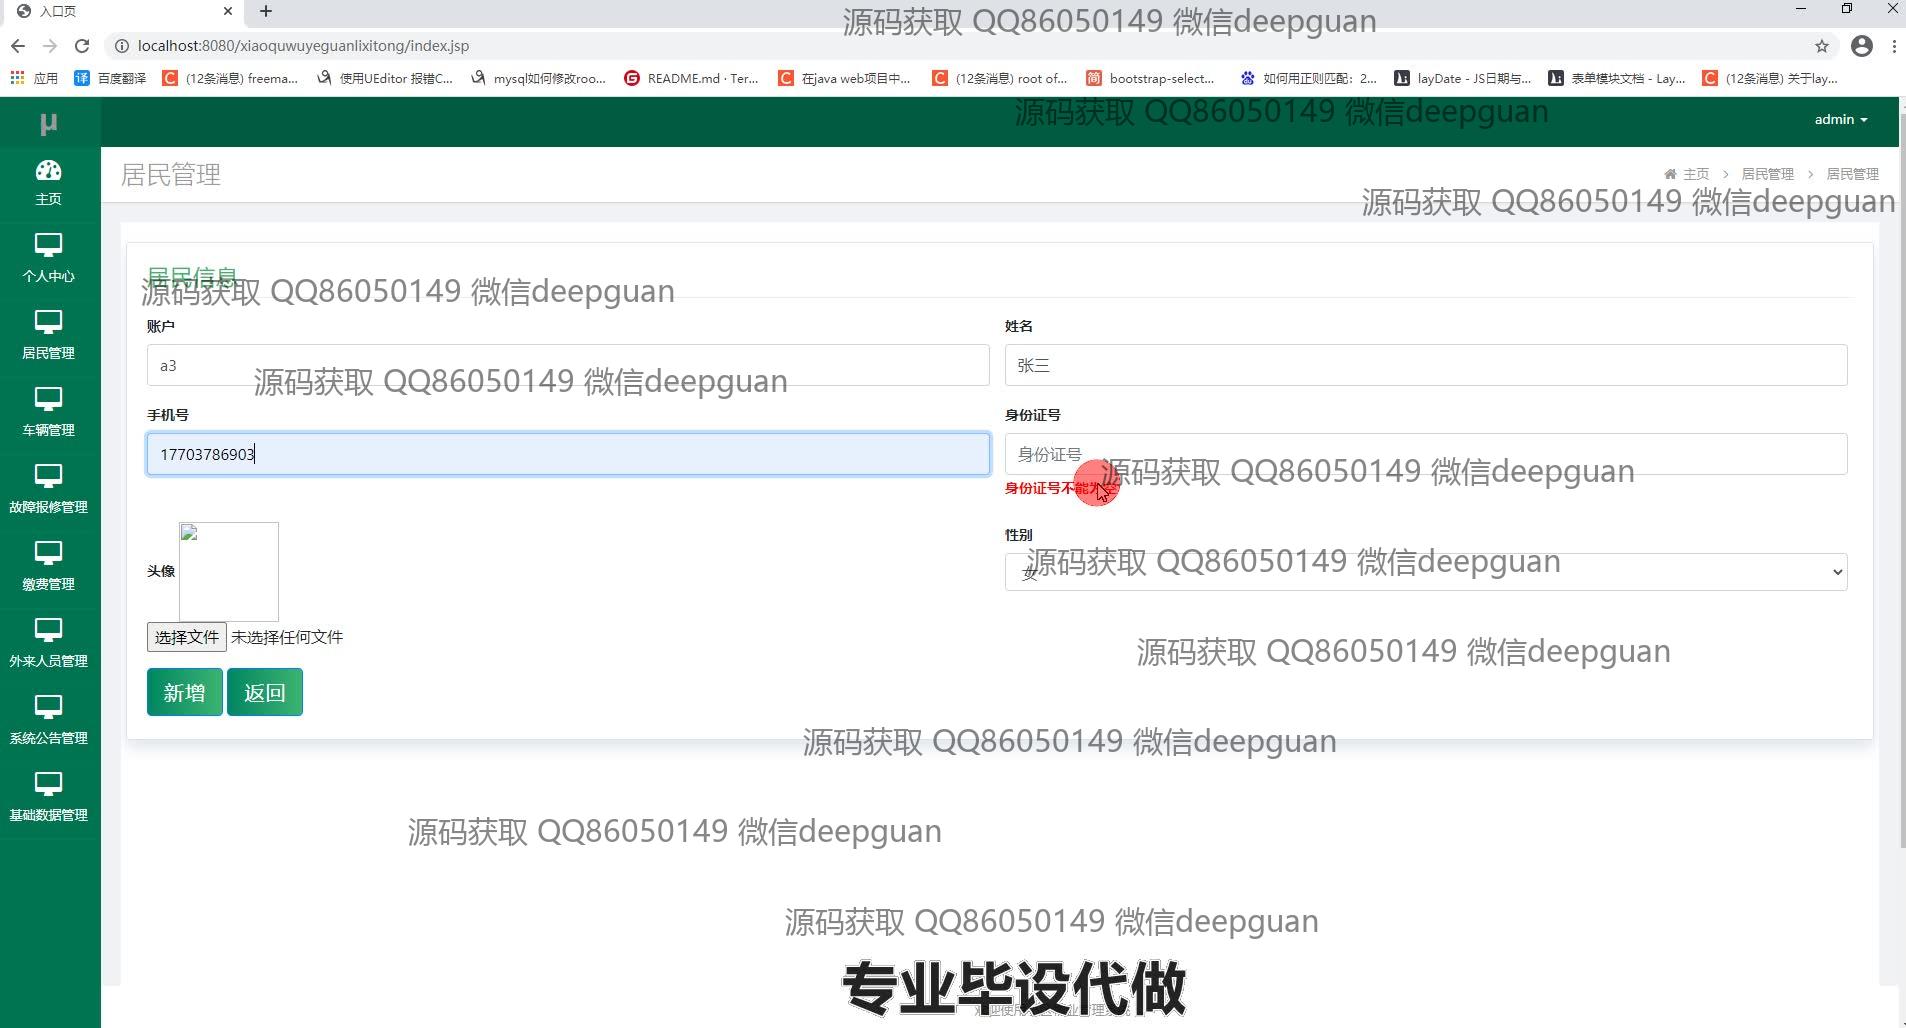 入口页
源码获取 QQ86050149 微信deepguan
localhost:8080/xiaoquwuyeguanlixitong/index.jsp
应用
译 百度翻译
C (12条消息) freema...
使用UEditor 报错C...
mysql如何修改roo...
G README.md · Ter...
C 在java web项目中...
C (12条消息) root of...
简 bootstrap-select...
如何用正则匹配：2...
layDate - JS日期与...
表单模块文档 - Lay...
C (12条消息) 关于lay...
μ
源码获取 QQ86050149 微信deepguan
admin
主页
居民管理
主页 > 居民管理 > 居民管理
源码获取 QQ86050149 微信deepguan
个人中心
居民信息
源码获取 QQ86050149 微信deepguan
居民管理
账户
姓名
a3
张三
源码获取 QQ86050149 微信deepguan
车辆管理
手机号
身份证号
17703786903
身份证号
源码获取 QQ86050149 微信deepguan
身份证号不能为空
故障报修管理
性别
源码获取 QQ86050149 微信deepguan
头像
女
缴费管理
选择文件 未选择任何文件
源码获取 QQ86050149 微信deepguan
外来人员管理
新增 返回
系统公告管理
源码获取 QQ86050149 微信deepguan
基础数据管理
源码获取 QQ86050149 微信deepguan
源码获取 QQ86050149 微信deepguan
专业毕设代做